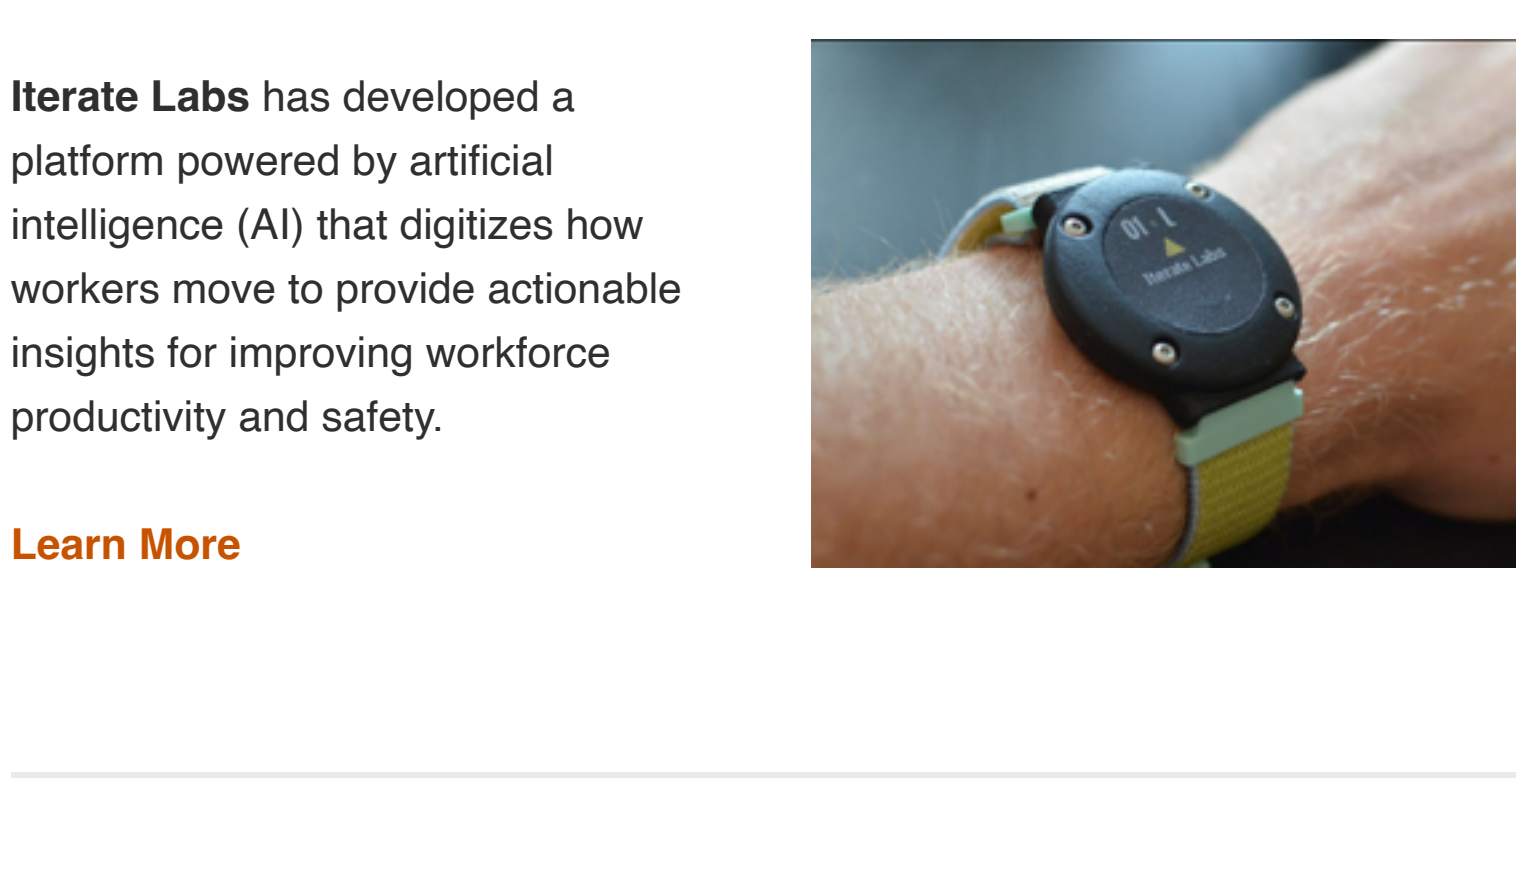 Iterate Labs has developed a
platform powered by artificial
intelligence (AI) that digitizes how
workers move to provide actionable
insights for improving workforce
productivity and safety.
Learn More
01 - L
Iterate Labs